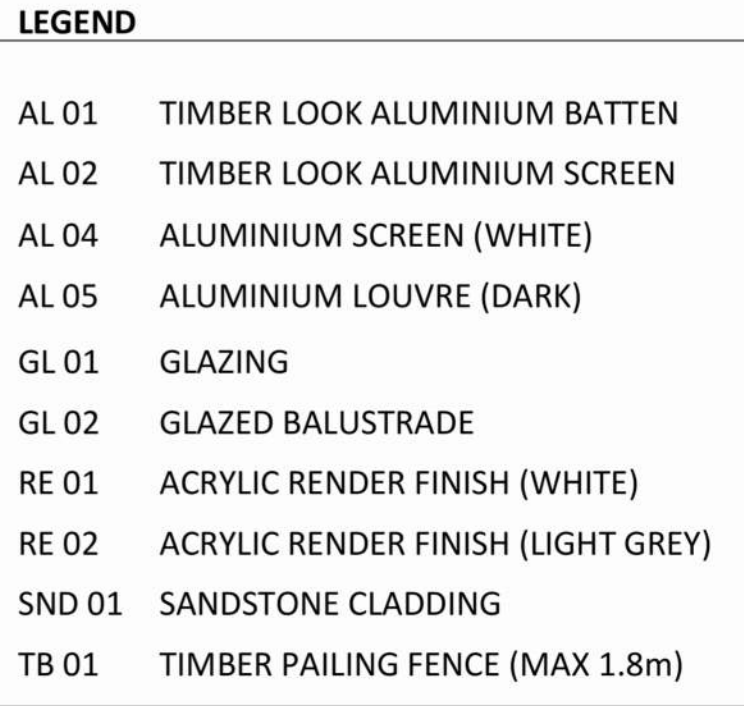 LEGEND
AL 01 TIMBER LOOK ALUMINIUM BATTEN
AL 02 TIMBER LOOK ALUMINIUM SCREEN
AL 04 ALUMINIUM SCREEN (WHITE)
AL 05 ALUMINIUM LOUVRE (DARK)
GL 01 GLAZING
GL 02 GLAZED BALUSTRADE
RE 01 ACRYLIC RENDER FINISH (WHITE)
RE 02 ACRYLIC RENDER FINISH (LIGHT GREY)
SND 01 SANDSTONE CLADDING
TB 01 TIMBER PAILING FENCE (MAX 1.8m)